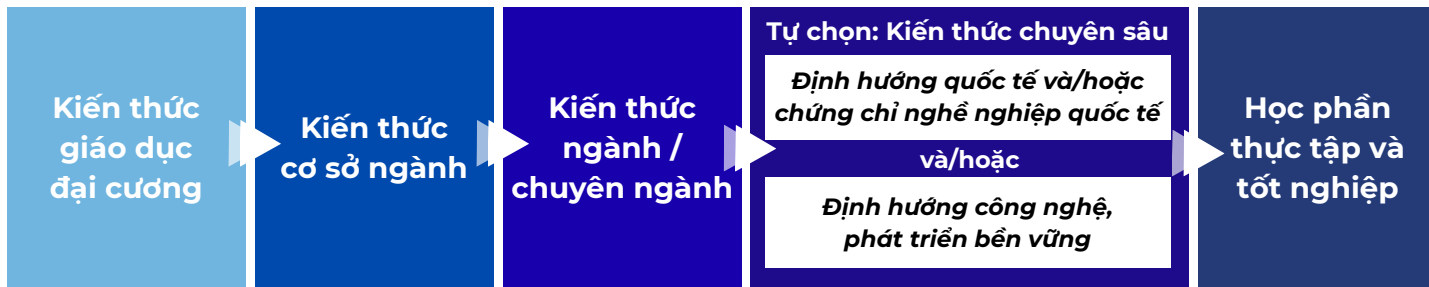 Kiến thức
giáo dục
đại cương
Kiến thức
cơ sở ngành
Kiến thức
ngành /
chuyên ngành
Tự chọn: Kiến thức chuyên sâu
Định hướng quốc tế và/hoặc
chứng chỉ nghề nghiệp quốc tế
và/hoặc
Định hướng công nghệ,
phát triển bền vững
Học phần
thực tập và
tốt nghiệp